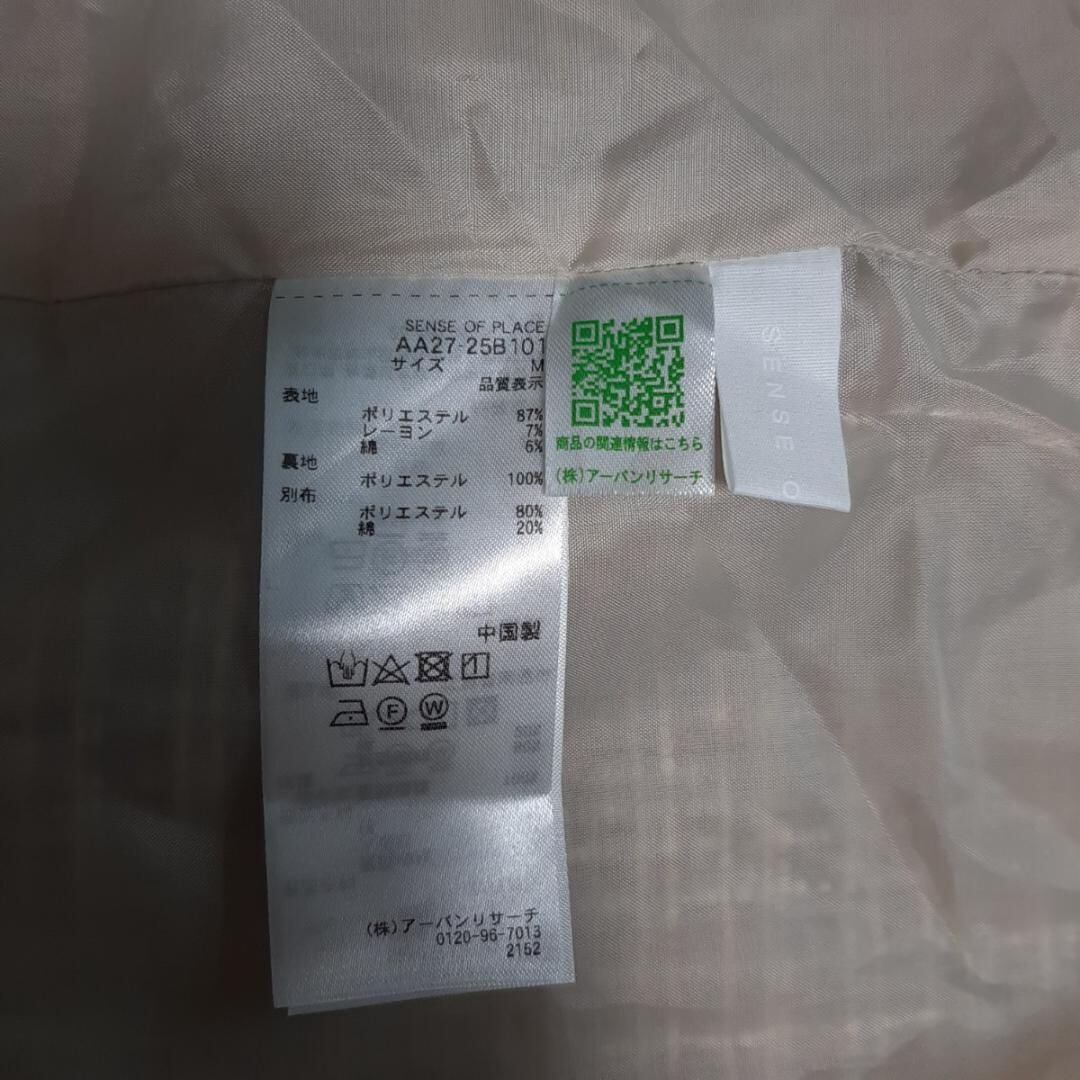 SENSE OF PLACE
AA27-25B101
サイズ M
品質表示
表地
ポリエステル 87%
レーヨン 7%
綿 6%
裏地
ポリエステル 100%
別布
ポリエステル 80%
綿 20%
中国製
1
F W
(株)アーバンリサーチ
0120-96-7013
2152
商品の関連情報はこちら
(株)アーバンリサーチ
SENSE O